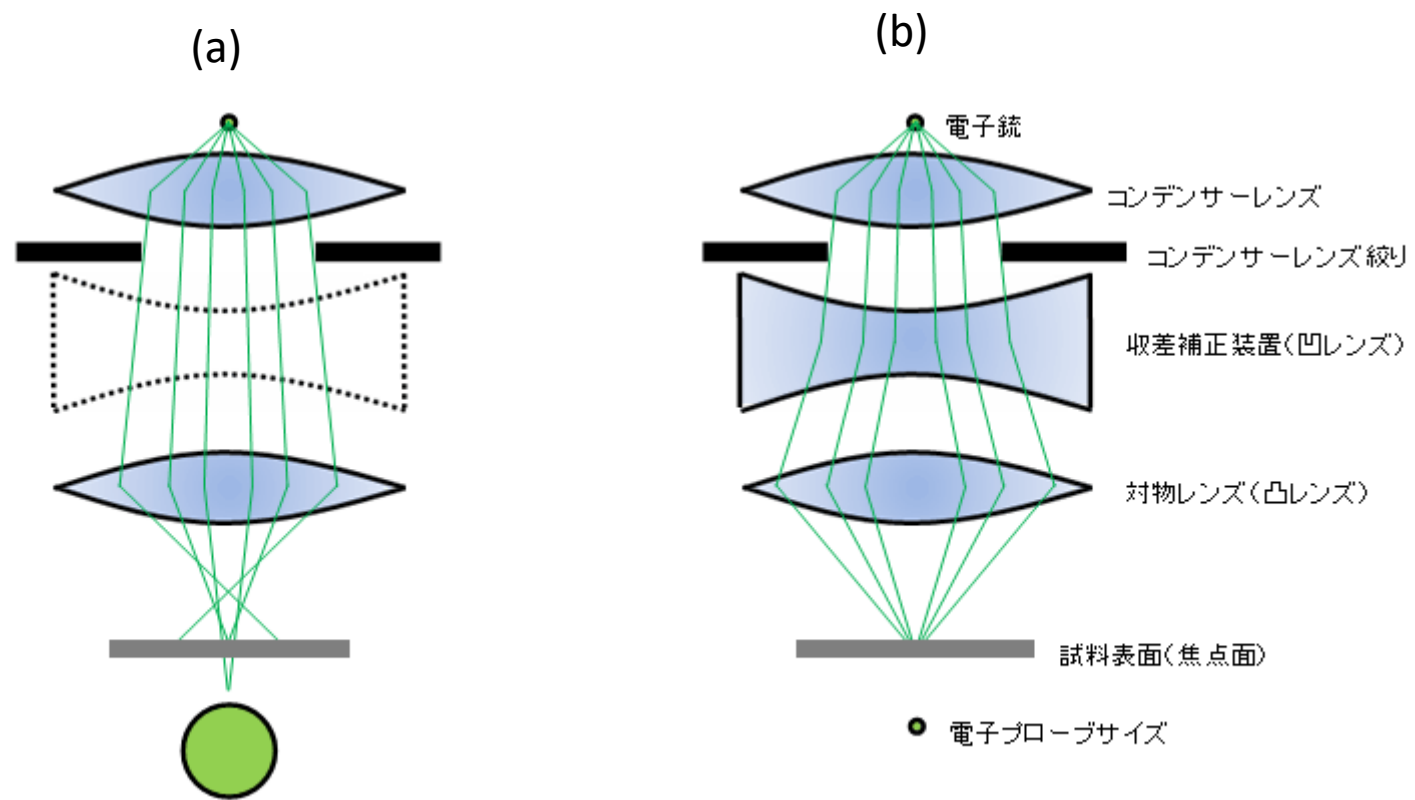 (a)
(b)
電子銃
コンデンサーレンズ
コンデンサーレンズ絞り
収差補正装置(凹レンズ)
対物レンズ(凸レンズ)
試料表面(焦点面)
電子プローブサイズ